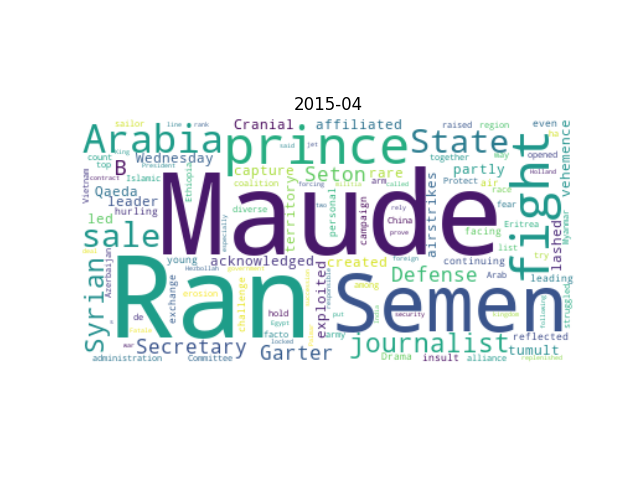 2015-04
sailor line rank Cranial affiliated raised region even ha
Arabia prince State fight vehemence
count top Wednesday B capture rare together way opened Holland
President Islamic Seton partly
contract Vietnam Qaeda Ethiopia coalition arm Protect air race
leader Maude territory personal campaign China rely fear
hurling diverse airstrikes Eritrea
led sale especially facing list lashed Myanmar
Syrian Azerbaijan young acknowledged created continuing Arab try leading
Hezbollah government exploited among foreign
Ran Semen Defense
exchange erosion challenge hold responsible struggled following
de facto Egypt put army security kingdom
war Secretary locked journalist reflected
administration Committee Garter Drama insult alliance tumult replenished
said jet king forcing militia called prove